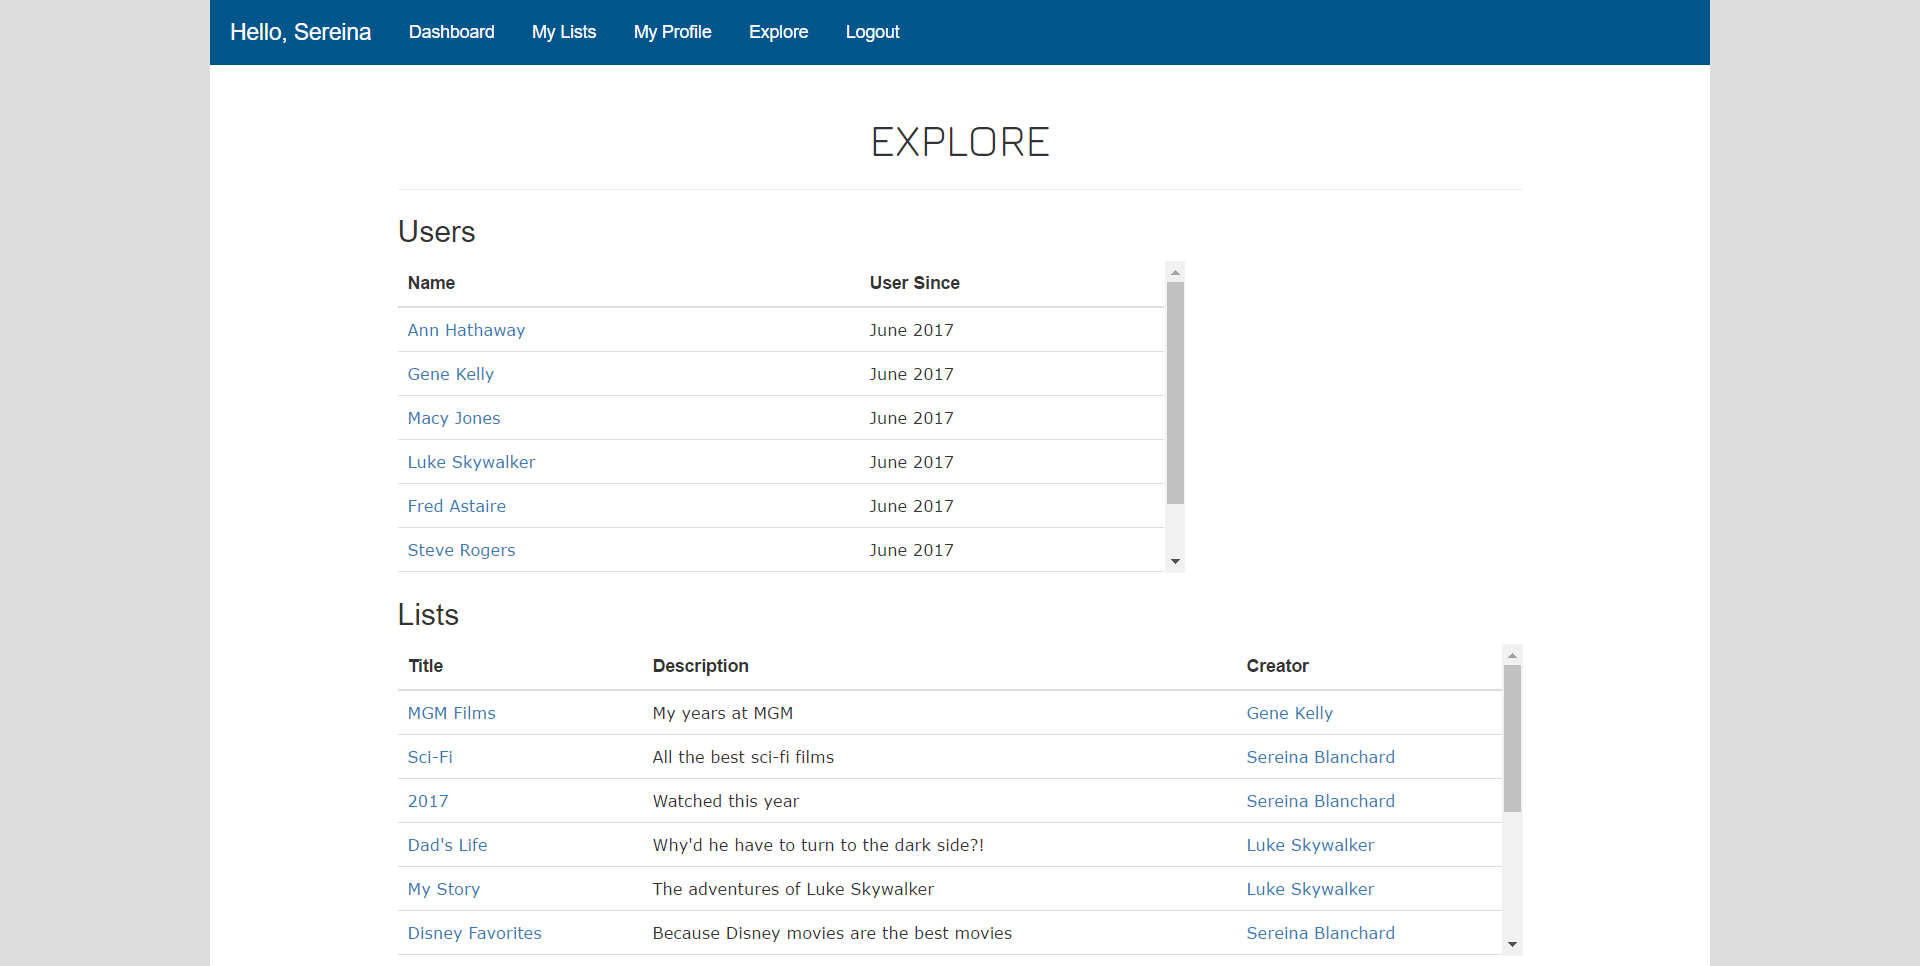 Hello, Sereina Dashboard My Lists My Profile Explore Logout
EXPLORE
Users
Name User Since
Ann Hathaway June 2017
Gene Kelly June 2017
Macy Jones June 2017
Luke Skywalker June 2017
Fred Astaire June 2017
Steve Rogers June 2017
Lists
Title Description Creator
MGM Films My years at MGM Gene Kelly
Sci-Fi All the best sci-fi films Sereina Blanchard
2017 Watched this year Sereina Blanchard
Dad's Life Why'd he have to turn to the dark side?! Luke Skywalker
My Story The adventures of Luke Skywalker Luke Skywalker
Disney Favorites Because Disney movies are the best movies Sereina Blanchard